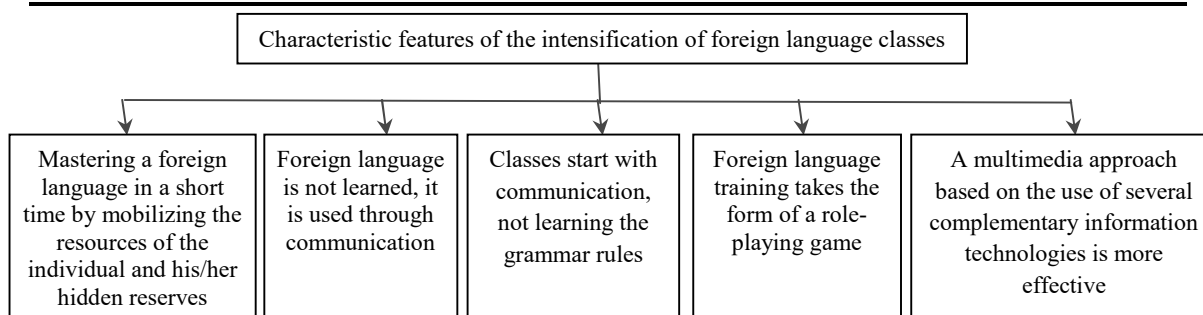 Characteristic features of the intensification of foreign language classes
Mastering a foreign
language in a short
time by mobilizing the
resources of the
individual and his/her
hidden reserves
Foreign language
is not learned, it
is used through
communication
Classes start with
communication,
not learning the
grammar rules
Foreign language
training takes the
form of a role-
playing game
A multimedia approach
based on the use of several
complementary information
technologies is more
effective